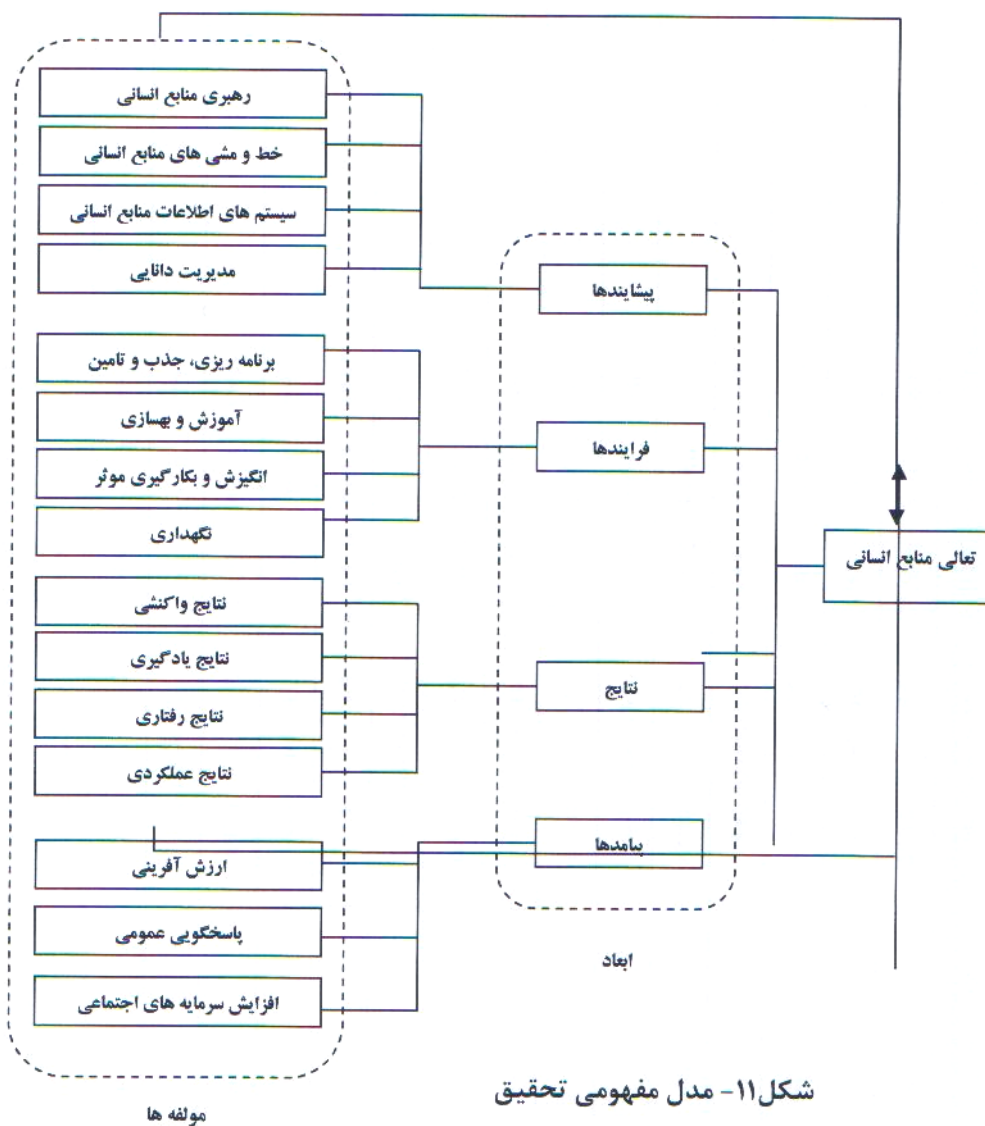 رهبری منابع انسانی
خط و مشی های منابع انسانی
سیستم های اطلاعات منابع انسانی
مدیریت دانایی
پیشایندها
برنامه ریزی، جذب و تامین
آموزش و بهسازی
انگیزش و بکارگیری موثر
نگهداری
فرایندها
تعالی منابع انسانی
نتایج واکنشی
نتایج یادگیری
نتایج رفتاری
نتایج عملکردی
نتایج
پیامدها
ارزش آفرینی
پاسخگویی عمومی
افزایش سرمایه های اجتماعی
ابعاد
مولفه ها
شکل۱۱- مدل مفهومی تحقیق